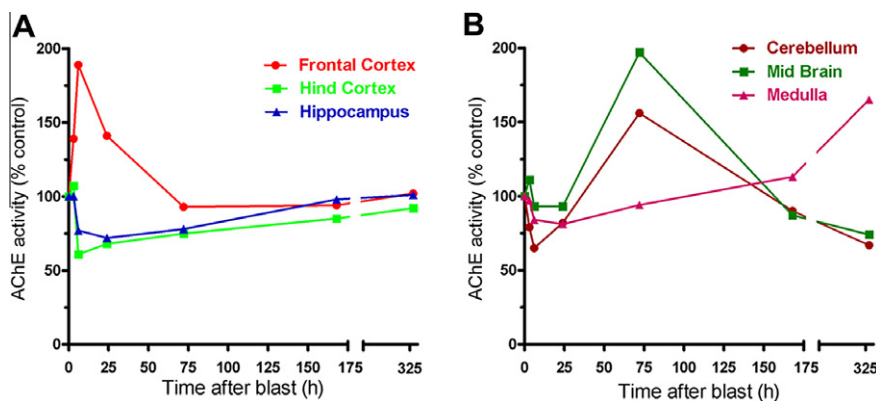 A
AChE activity (% control)
200
150
100
50
0
Frontal Cortex
Hind Cortex
Hippocampus
0 25 50 75 100 125 150 175 325
Time after blast (h)
B
AChE activity (% control)
200
150
100
50
0
Cerebellum
Mid Brain
Medulla
0 25 50 75 100 125 150 175 325
Time after blast (h)